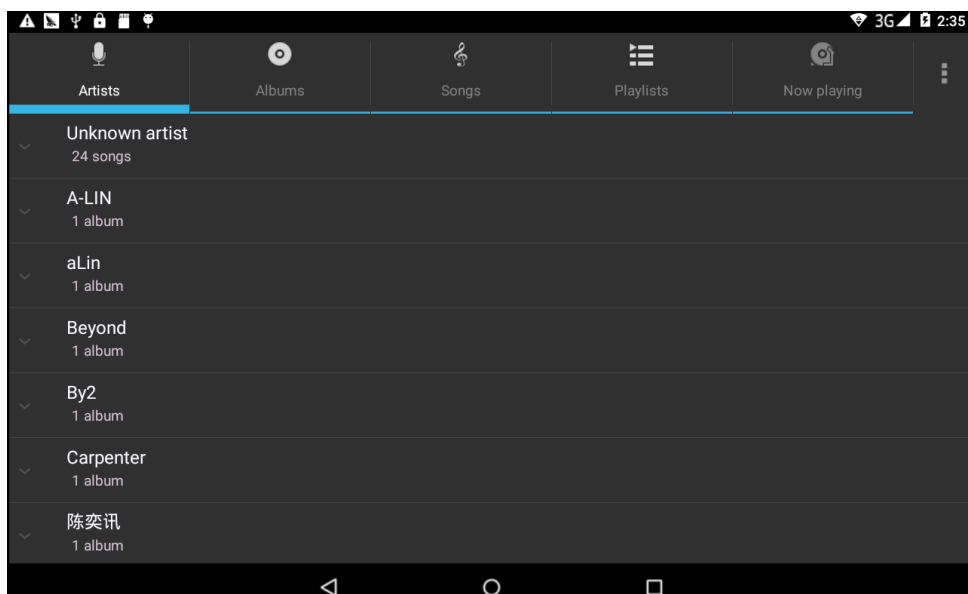 3G 2:35
Artists Albums Songs Playlists Now playing
Unknown artist
24 songs
A-LIN
1 album
aLin
1 album
Beyond
1 album
By2
1 album
Carpenter
1 album
陈奕讯
1 album